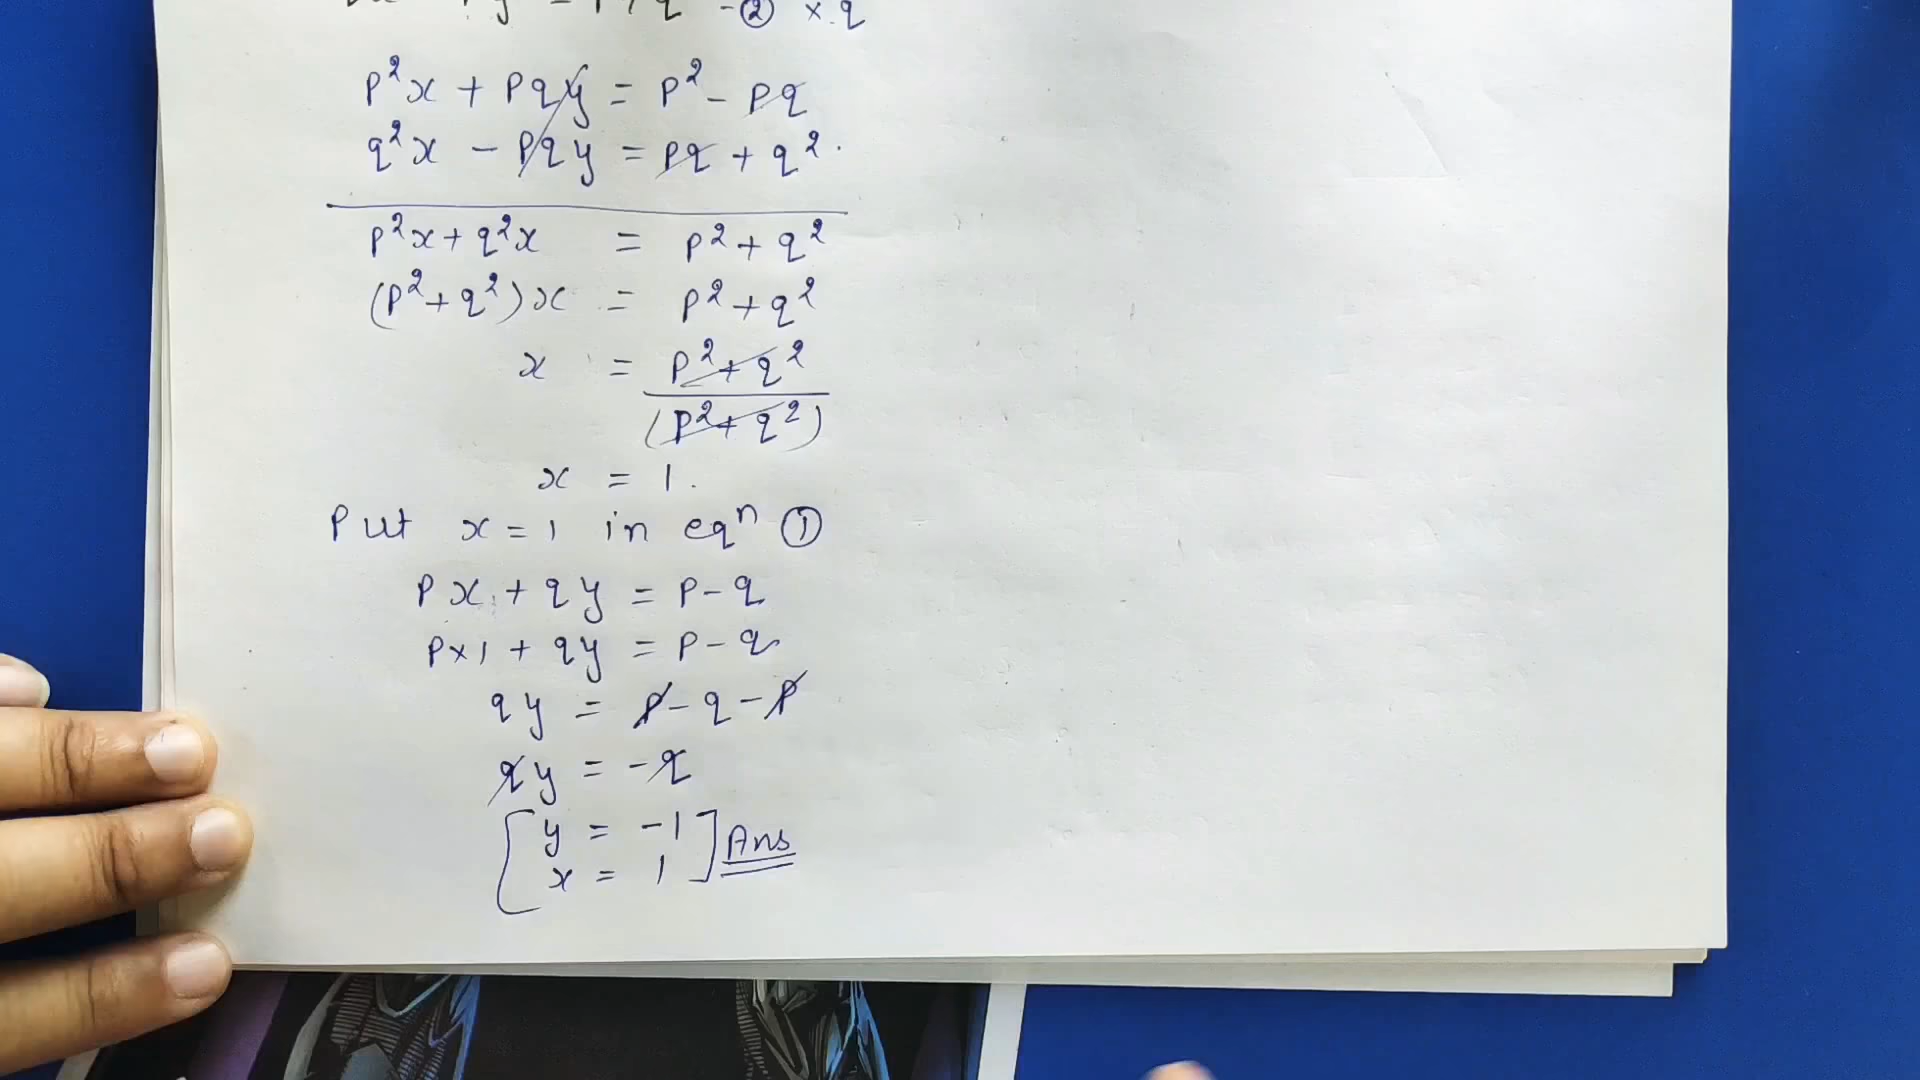 - ② × q
p²x + pqy = p² - pq
q²x - pqy = pq + q².
p²x + q²x = p² + q²
(p² + q²)x = p² + q²
x = p² + q²
(p² + q²)
x = 1.
Put x = 1 in eqⁿ ①
px + qy = p - q
p×1 + qy = p - q
qy = p - q - p
qy = -q
[y = -1
x = 1] Ans